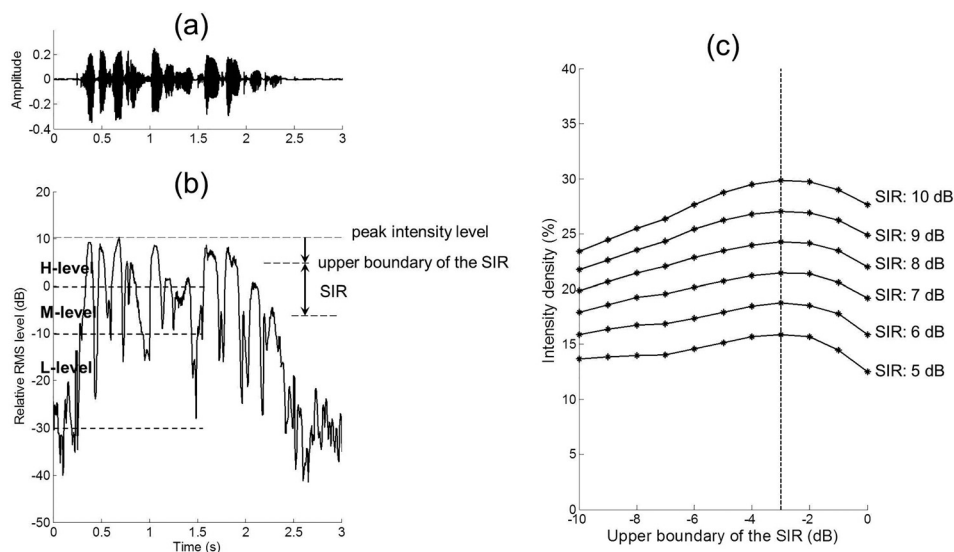 (a)
Amplitude
0.2
0
-0.2
-0.4
0 0.5 1 1.5 2 2.5 3
(b)
Relative RMS level (dB)
20
10
0
-10
-20
-30
-40
-50
H-level
M-level
L-level
peak intensity level
upper boundary of the SIR
SIR
0 0.5 1 1.5 2 2.5 3
Time (s)
(c)
Intensity density (%)
40
35
30
25
20
15
10
5
0
SIR: 10 dB
SIR: 9 dB
SIR: 8 dB
SIR: 7 dB
SIR: 6 dB
SIR: 5 dB
-10 -8 -6 -4 -2 0
Upper boundary of the SIR (dB)